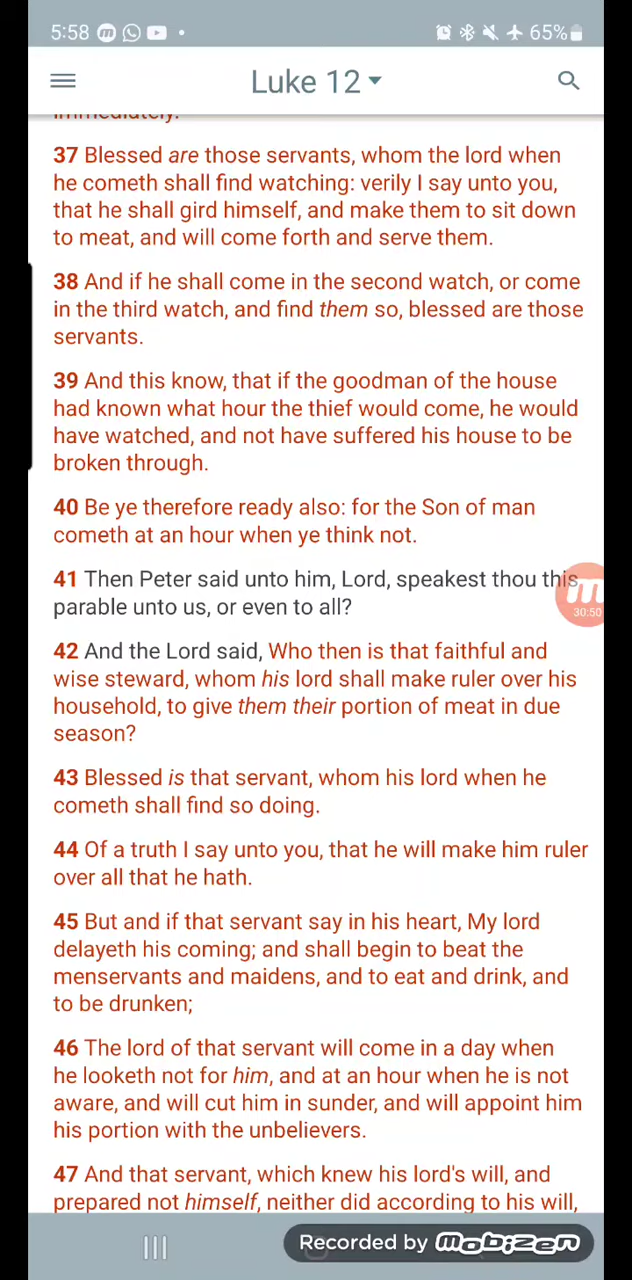 5:58
65%
Luke 12
immediately.
37 Blessed are those servants, whom the lord when
he cometh shall find watching: verily I say unto you,
that he shall gird himself, and make them to sit down
to meat, and will come forth and serve them.
38 And if he shall come in the second watch, or come
in the third watch, and find them so, blessed are those
servants.
39 And this know, that if the goodman of the house
had known what hour the thief would come, he would
have watched, and not have suffered his house to be
broken through.
40 Be ye therefore ready also: for the Son of man
cometh at an hour when ye think not.
41 Then Peter said unto him, Lord, speakest thou this
parable unto us, or even to all?
30:50
42 And the Lord said, Who then is that faithful and
wise steward, whom his lord shall make ruler over his
household, to give them their portion of meat in due
season?
43 Blessed is that servant, whom his lord when he
cometh shall find so doing.
44 Of a truth I say unto you, that he will make him ruler
over all that he hath.
45 But and if that servant say in his heart, My lord
delayeth his coming; and shall begin to beat the
menservants and maidens, and to eat and drink, and
to be drunken;
46 The lord of that servant will come in a day when
he looketh not for him, and at an hour when he is not
aware, and will cut him in sunder, and will appoint him
his portion with the unbelievers.
47 And that servant, which knew his lord's will, and
prepared not himself, neither did according to his will,
Recorded by mobizen